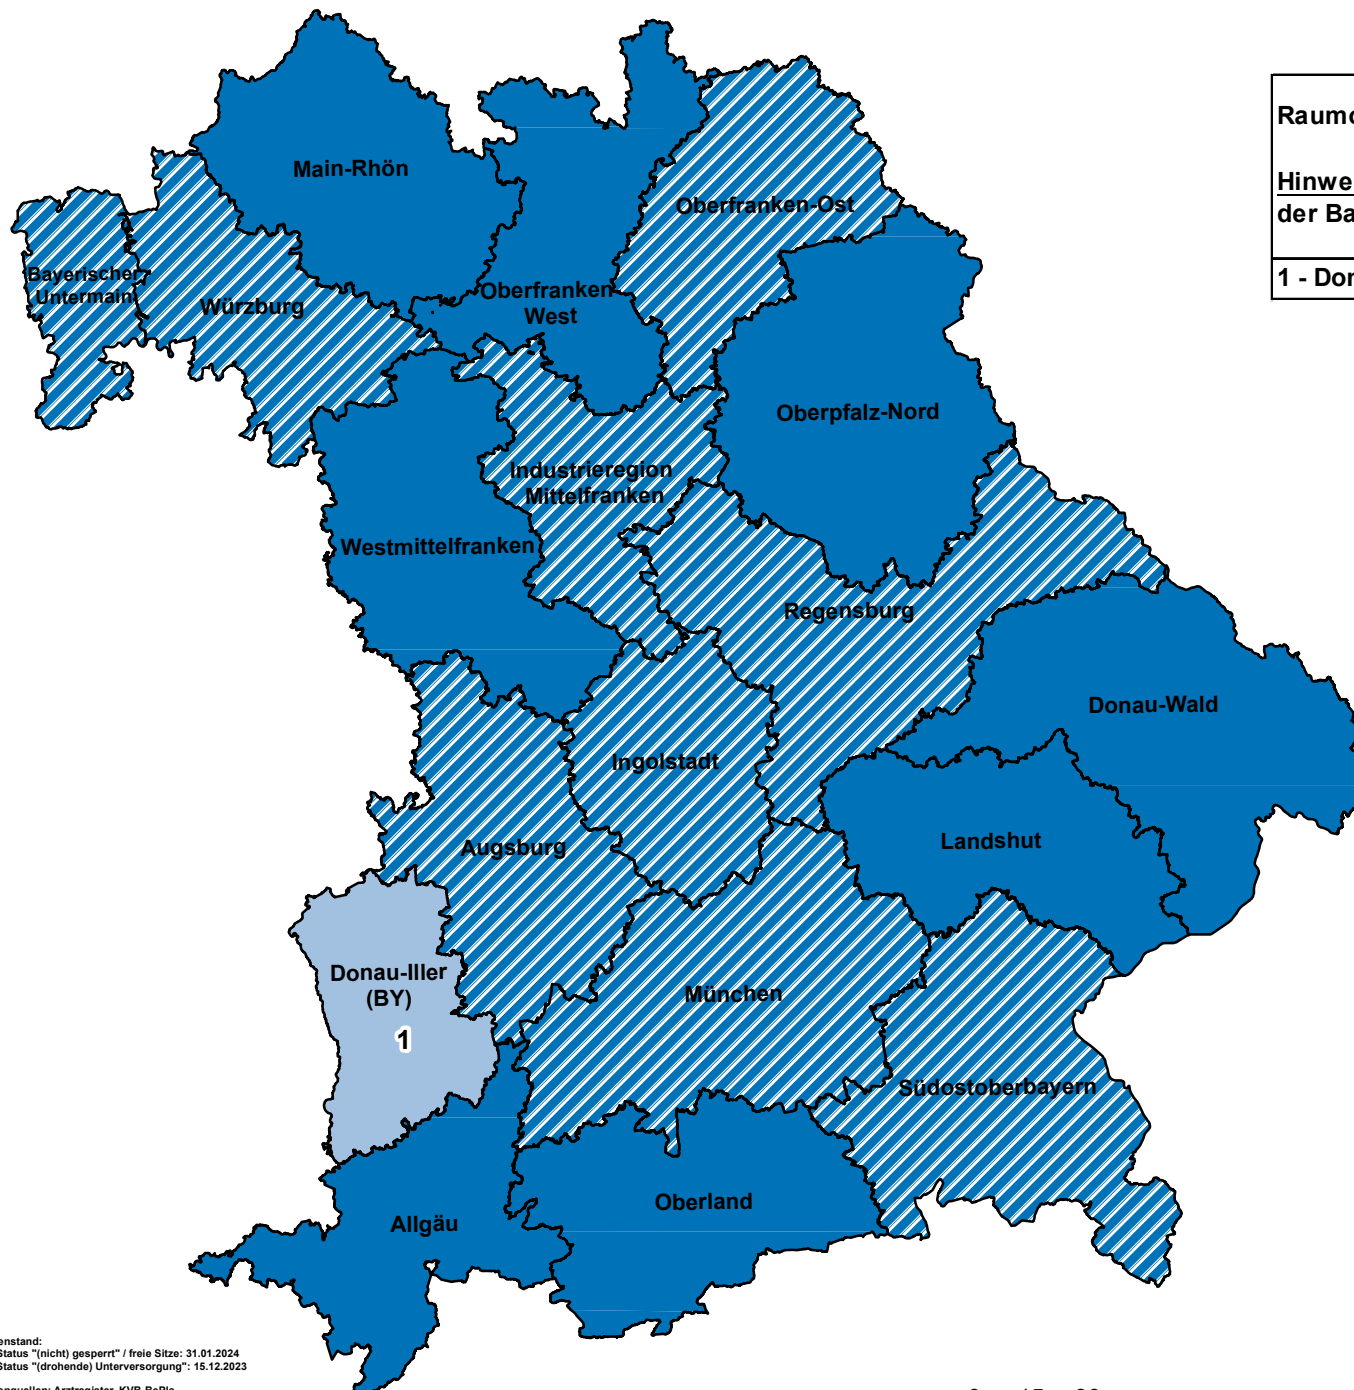 Raumo
Hinwe
der Ba
1 - Don
Main-Rhön
Oberfranken-Ost
Bayerischer
Untermain
Würzburg
Oberfranken
West
Oberpfalz-Nord
Industrieregion
Mittelfranken
Westmittelfranken
Regensburg
Donau-Wald
Ingolstadt
Landshut
Augsburg
Donau-Iller
(BY)
1
München
Südostoberbayern
Oberland
Allgäu
enstand:
Status "(nicht) gesperrt" / freie Sitze: 31.01.2024
Status "(drohende) Unterversorgung": 15.12.2023